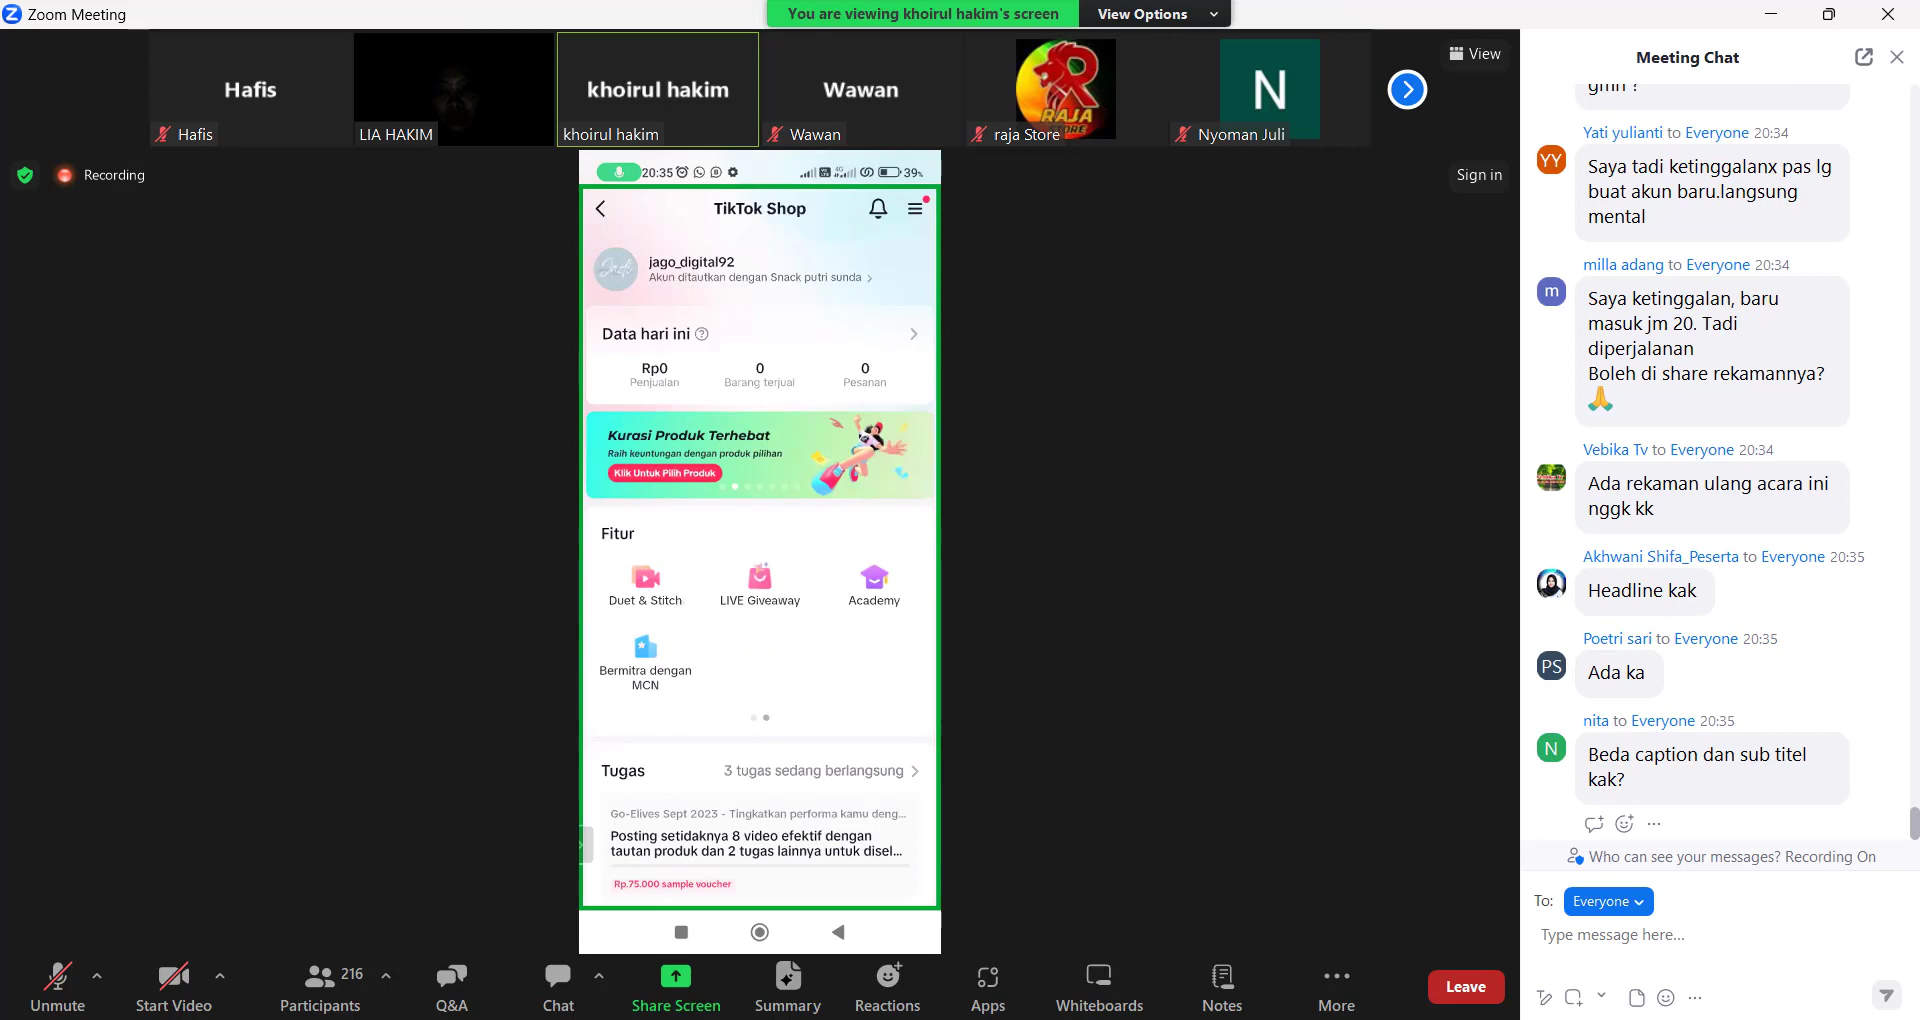 Zoom Meeting
You are viewing khoirul hakim's screen
View Options
Hafis
khoirul hakim
Wawan
RAJA
N
View
Hafis
LIA HAKIM
khoirul hakim
Wawan
raja Store
Nyoman Juli
Recording
Sign in
20:35
39%
TikTok Shop
jago_digital92
Akun ditautkan dengan Snack putri sunda >
Data hari ini
Rp0
0
0
Penjualan
Barang terjual
Pesanan
Kurasi Produk Terhebat
Raih keuntungan dengan produk pilihan
Klik Untuk Pilih Produk
Fitur
Duet & Stitch
LIVE Giveaway
Academy
Bermitra dengan
MCN
Tugas
3 tugas sedang berlangsung >
Go-Elives Sept 2023 - Tingkatkan performa kamu deng...
Posting setidaknya 8 video efektif dengan
tautan produk dan 2 tugas lainnya untuk disel...
Rp.75.000 sample voucher
Unmute
Start Video
216
Participants
Q&A
Chat
Share Screen
Summary
Reactions
Apps
Whiteboards
Notes
More
Leave
Meeting Chat
Yati yulianti to Everyone 20:34
YY
Saya tadi ketinggalanx pas lg
buat akun baru.langsung
mental
milla adang to Everyone 20:34
m
Saya ketinggalan, baru
masuk jm 20. Tadi
diperjalanan
Boleh di share rekamannya?
🙏
Vebika Tv to Everyone 20:34
Ada rekaman ulang acara ini
nggk kk
Akhwani Shifa_Peserta to Everyone 20:35
Headline kak
Poetri sari to Everyone 20:35
PS
Ada ka
nita to Everyone 20:35
N
Beda caption dan sub titel
kak?
Who can see your messages? Recording On
To: Everyone
Type message here...